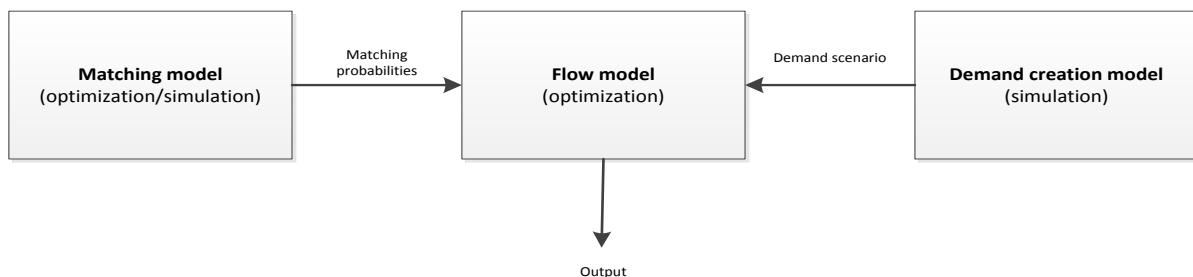 Matching model
(optimization/simulation)
Matching
probabilities
Flow model
(optimization)
Demand scenario
Demand creation model
(simulation)
Output